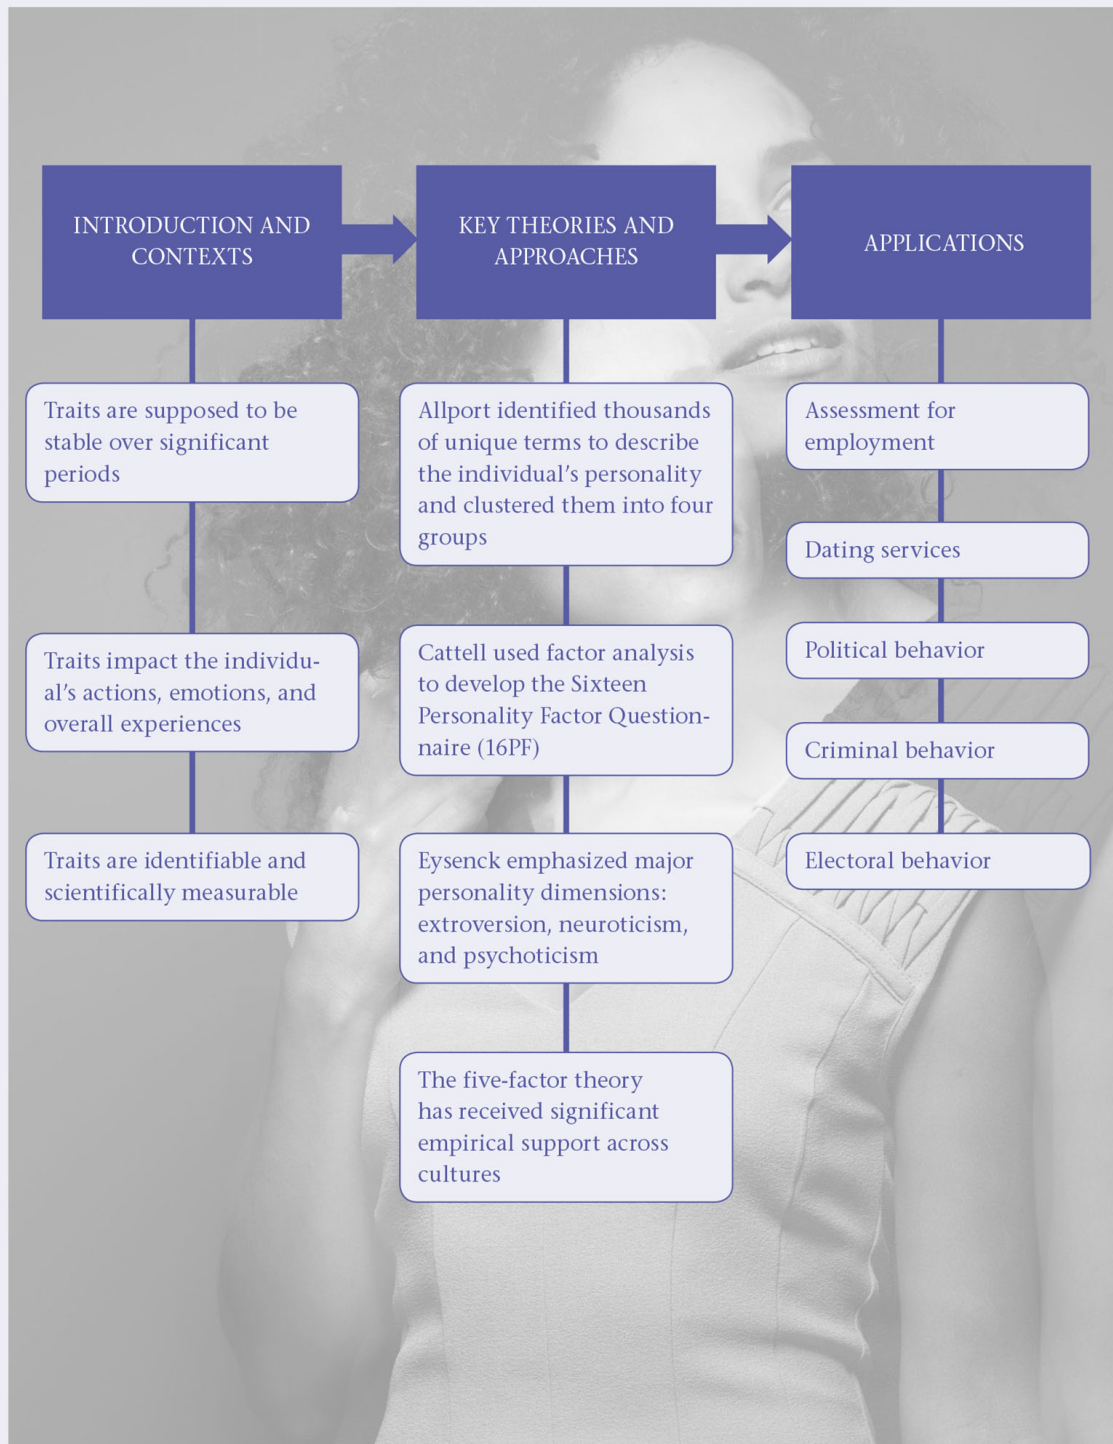 INTRODUCTION AND
CONTEXTS
KEY THEORIES AND
APPROACHES
APPLICATIONS
Traits are supposed to be
stable over significant
periods
Traits impact the individu-
al’s actions, emotions, and
overall experiences
Traits are identifiable and
scientifically measurable
Allport identified thousands
of unique terms to describe
the individual’s personality
and clustered them into four
groups
Cattell used factor analysis
to develop the Sixteen
Personality Factor Question-
naire (16PF)
Eysenck emphasized major
personality dimensions:
extroversion, neuroticism,
and psychoticism
The five-factor theory
has received significant
empirical support across
cultures
Assessment for
employment
Dating services
Political behavior
Criminal behavior
Electoral behavior